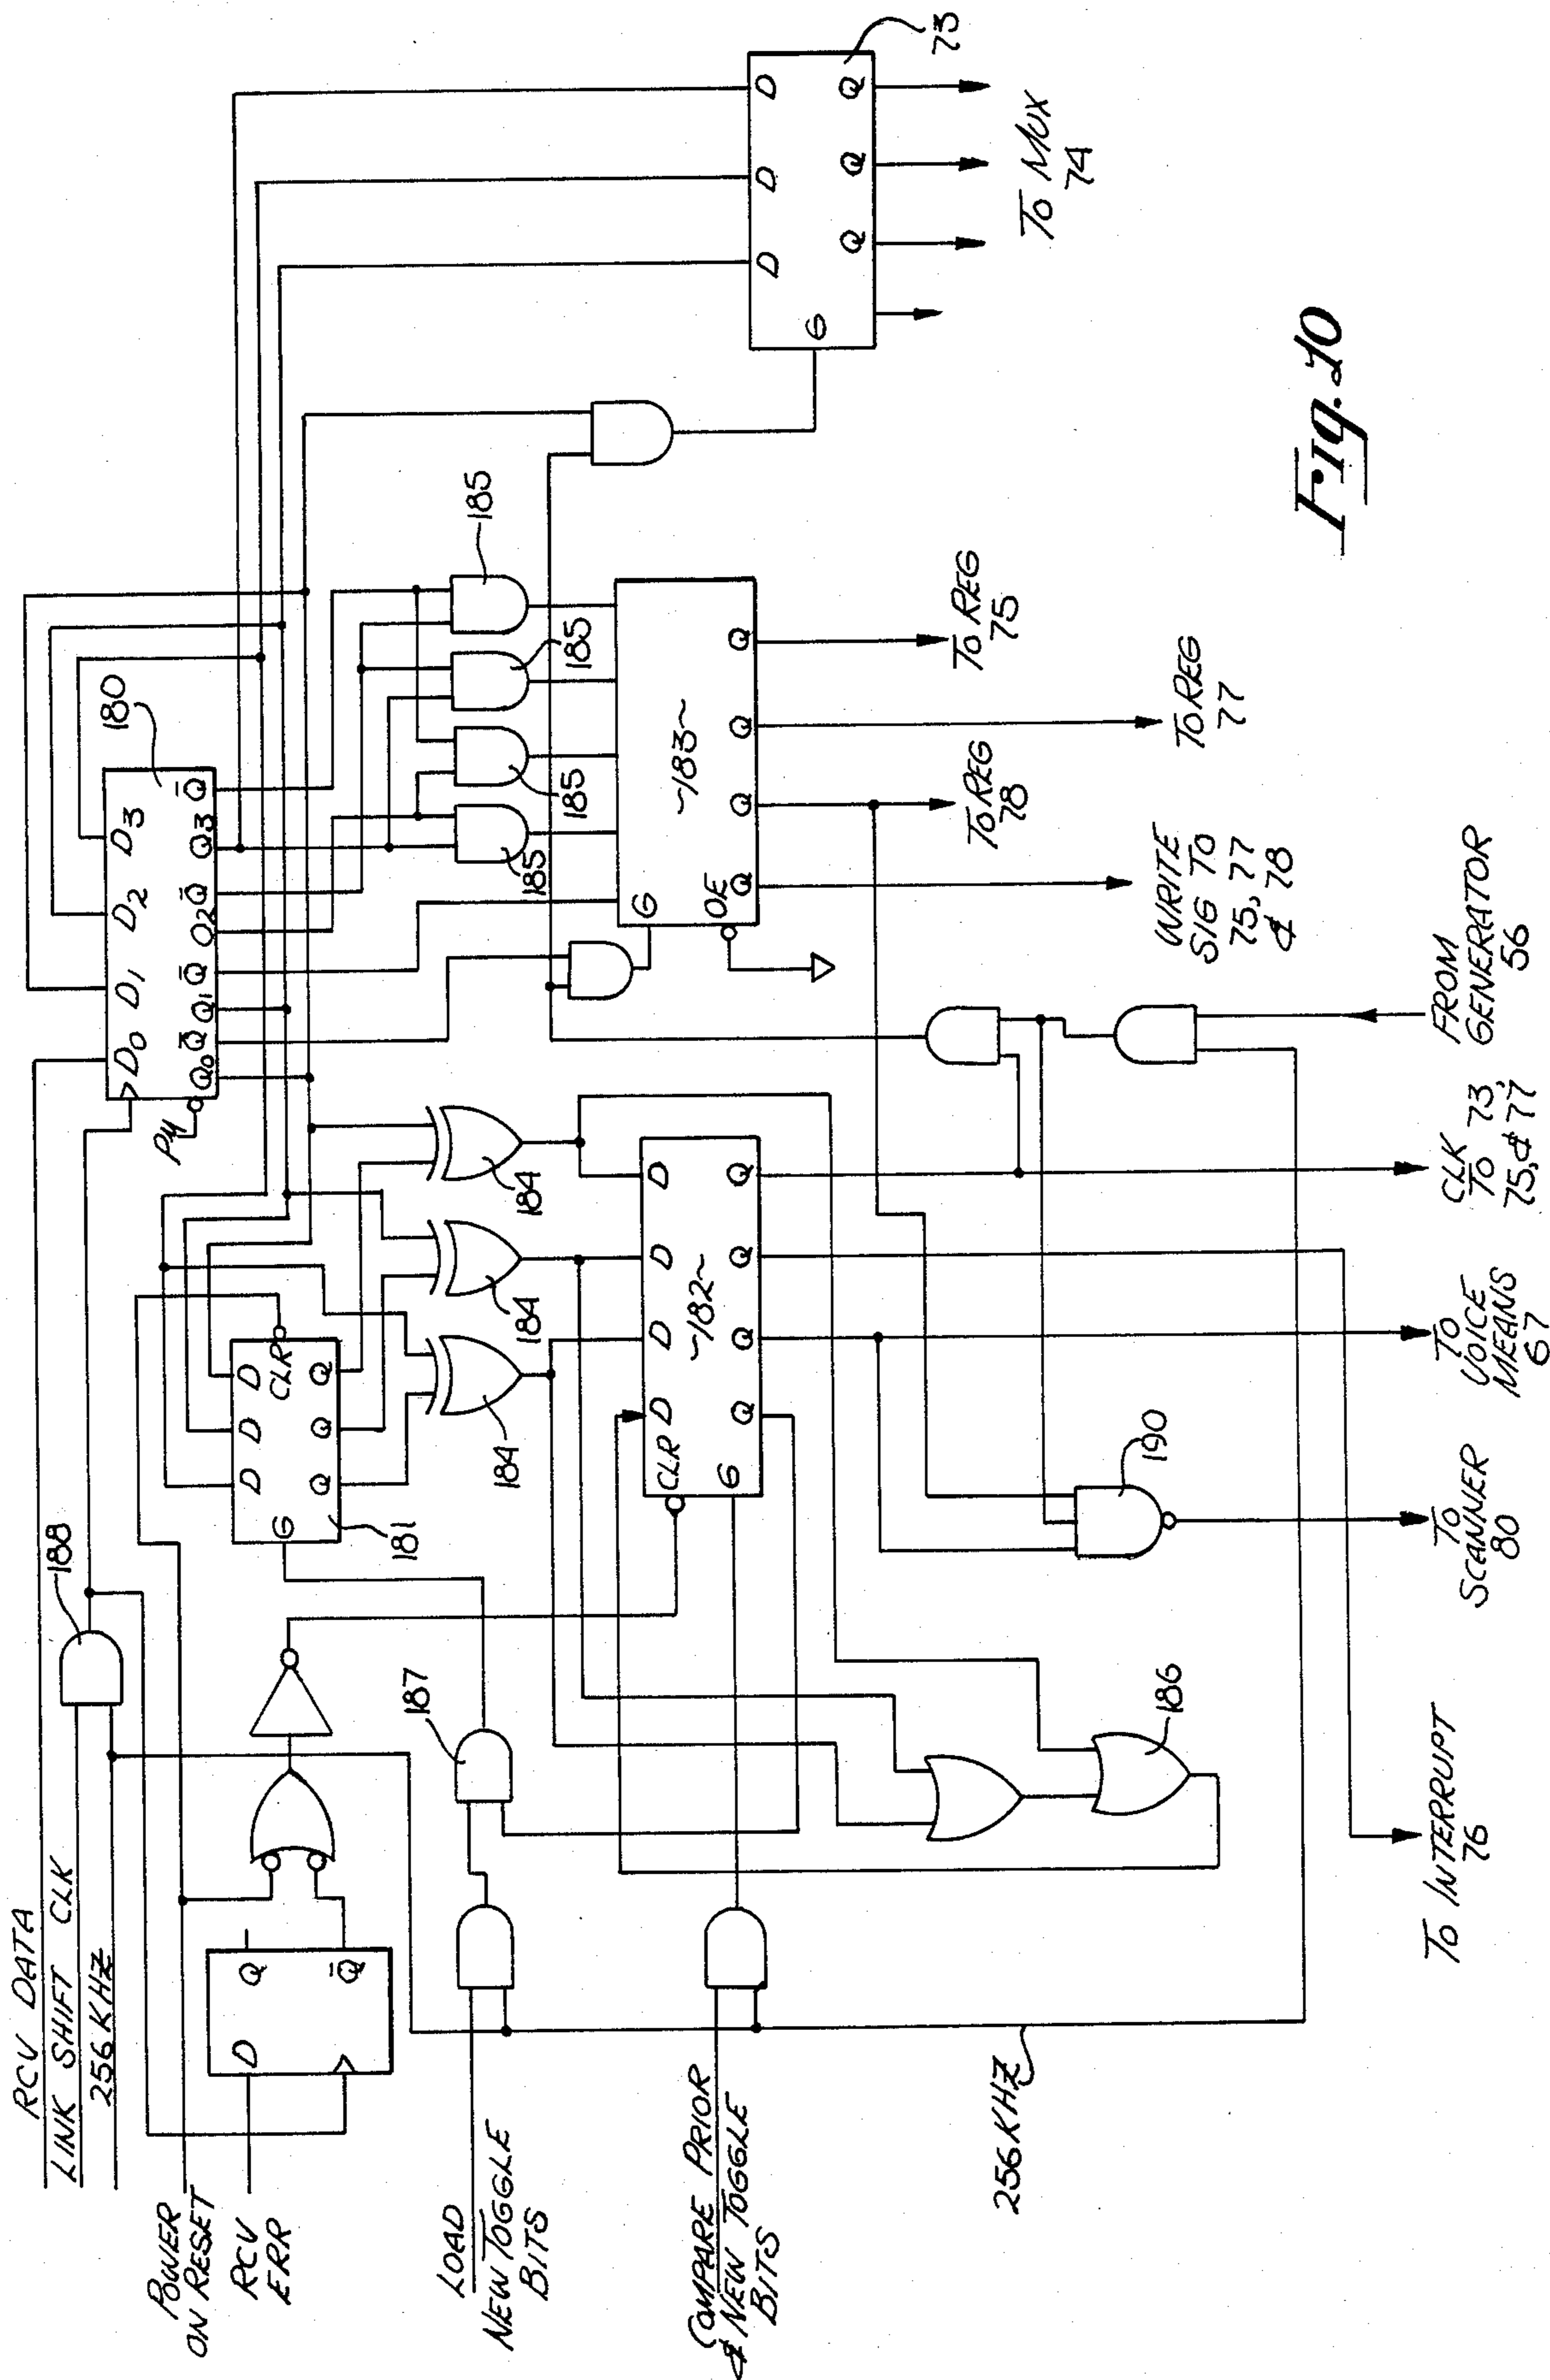 RCV DATA
LINK SHIFT CLK
256 KHZ
POWER
ON RESET
RCV
ERR
LOAD
NEW TOGGLE
BITS
COMPARE PRIOR
& NEW TOGGLE
BITS
256KHZ
188
D
Q
Q̅
187
186
G
D
D
D
CLR
Q
Q
Q
181
184
184
184
CLR
D
D
D
D
G
~182~
Q
Q
Q
Q
190
D0
D1
D2
D3
180
Q0
Q̅
Q1
Q̅
Q2
Q̅
Q3
Q̅
185
185
185
185
G
OE
~183~
Q
Q
Q
Q
D
D
D
G
Q
Q
Q
73
TO MUX
74
TO REG
75
TO REG
77
TO REG
78
WRITE
SIG TO
75, 77
& 78
FROM
GENERATOR
56
CLK
TO 73,
75, & 77
TO
VOICE
MEANS
67
TO
SCANNER
80
TO INTERRUPT
76
Fig. 10